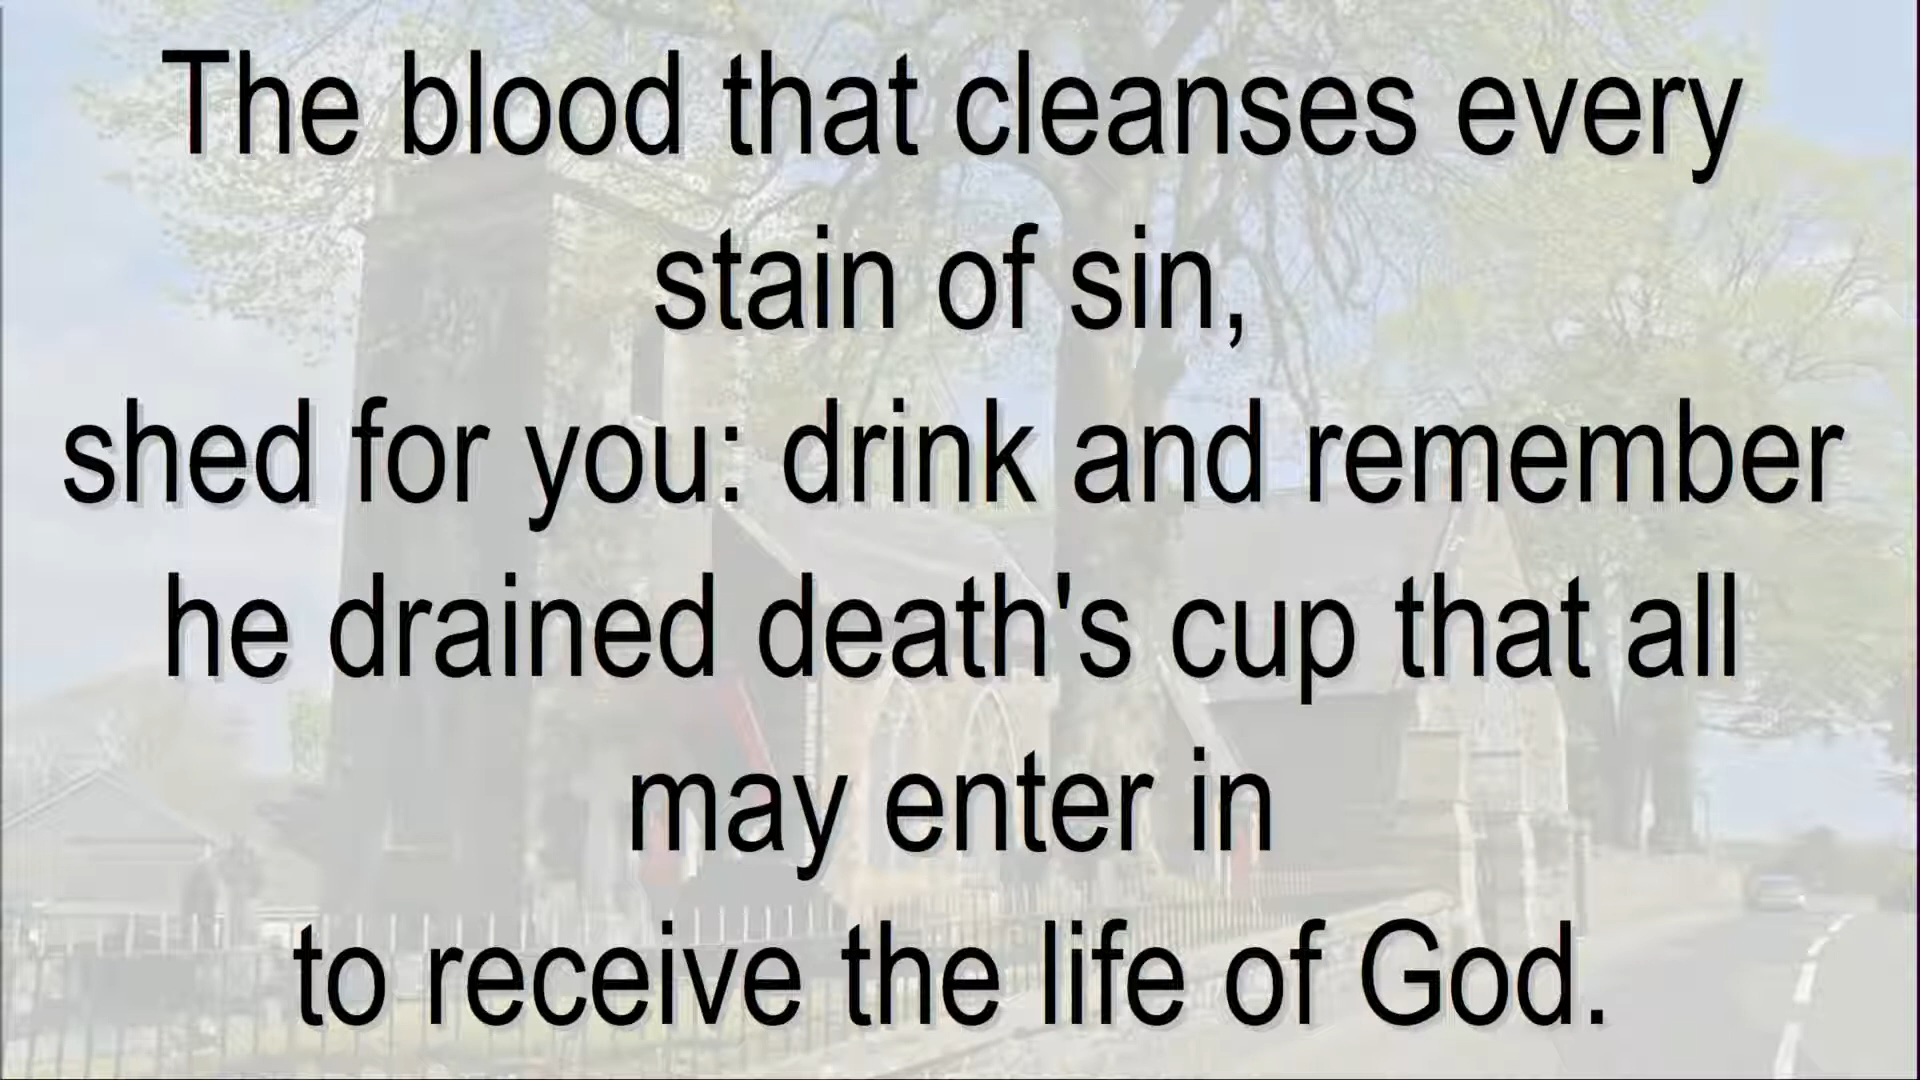 The blood that cleanses every
stain of sin,
shed for you: drink and remember
he drained death's cup that all
may enter in
to receive the life of God.